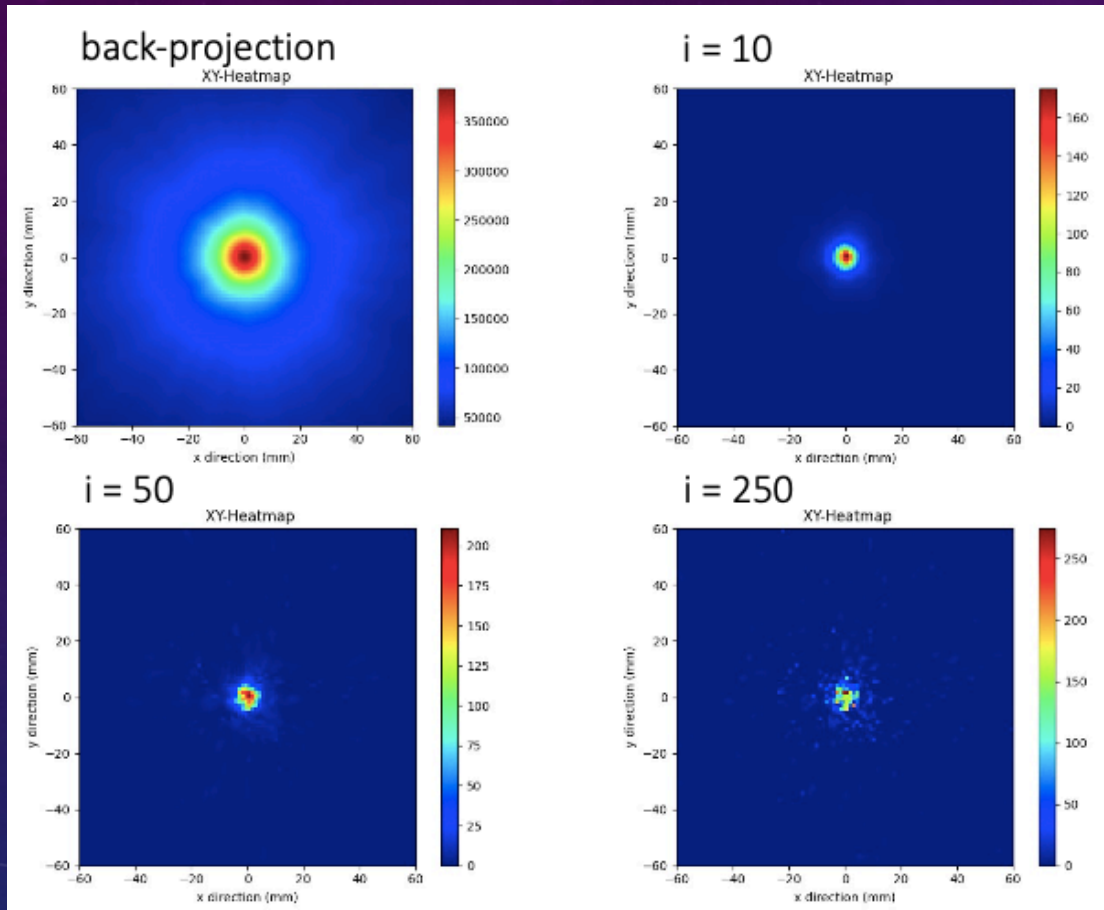 back-projection
XY-Heatmap
60
40
20
0
−20
−40
−60
y direction (mm)
−60 −40 −20 0 20 40 60
x direction (mm)
350000
300000
250000
200000
150000
100000
50000
i = 10
XY-Heatmap
60
40
20
0
−20
−40
−60
y direction (mm)
−60 −40 −20 0 20 40 60
x direction (mm)
160
140
120
100
80
60
40
20
0
i = 50
XY-Heatmap
60
40
20
0
−20
−40
−60
y direction (mm)
−60 −40 −20 0 20 40 60
x direction (mm)
200
175
150
125
100
75
50
25
0
i = 250
XY-Heatmap
60
40
20
0
−20
−40
−60
y direction (mm)
−60 −40 −20 0 20 40 60
x direction (mm)
250
200
150
100
50
0